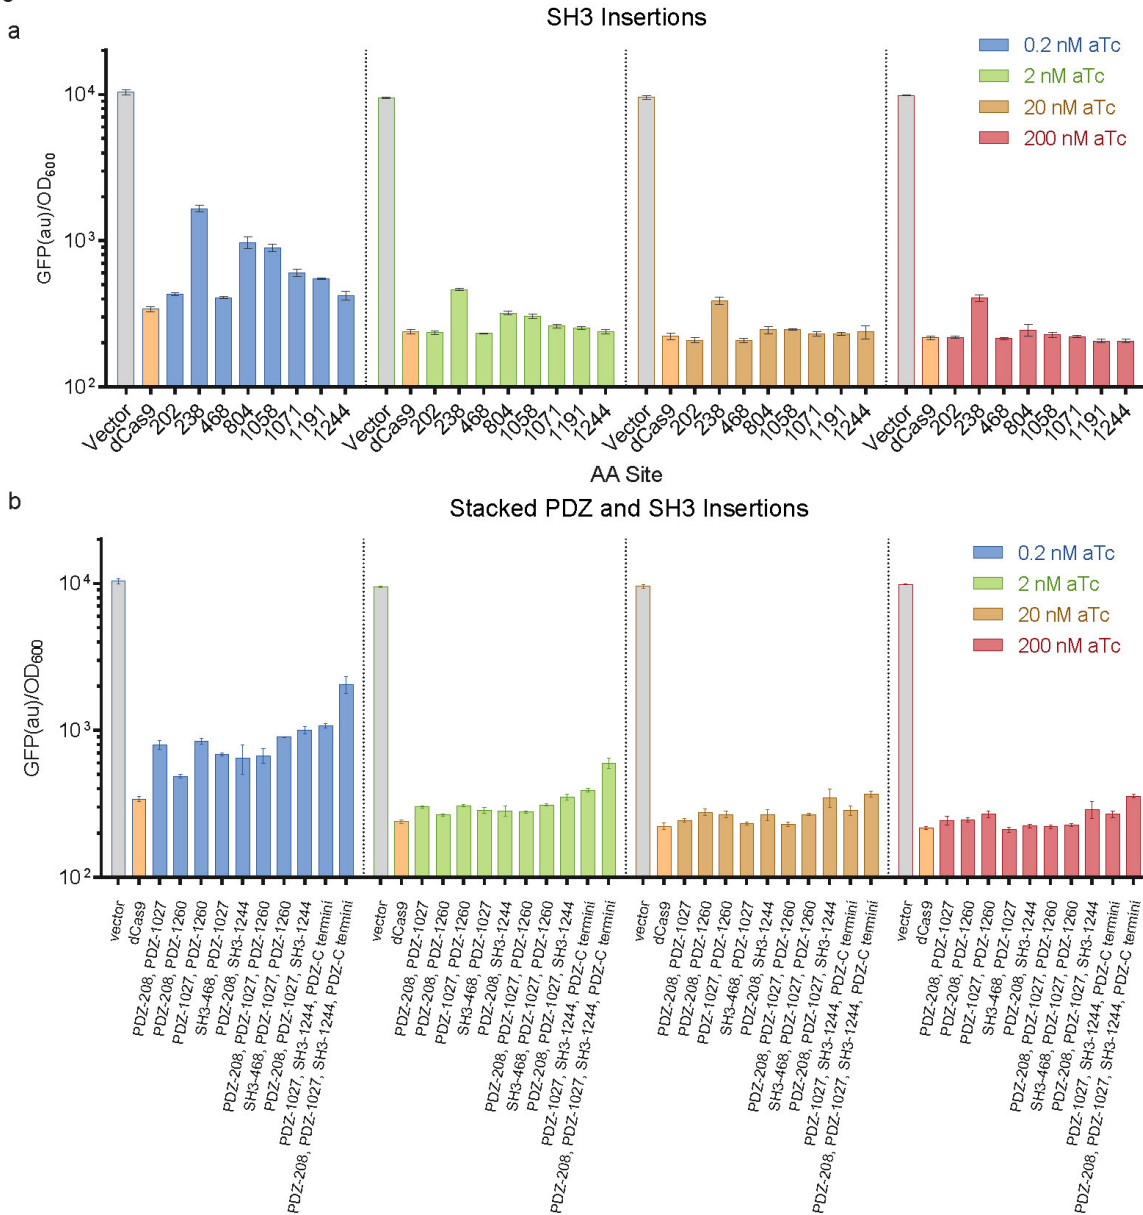 a
SH3 Insertions
0.2 nM aTc
2 nM aTc
20 nM aTc
200 nM aTc
GFP(au)/OD600
10^4
10^3
10^2
Vector
dCas9
202
238
468
804
1058
1071
1191
1244
Vector
dCas9
202
238
468
804
1058
1071
1191
1244
Vector
dCas9
202
238
468
804
1058
1071
1191
1244
Vector
dCas9
202
238
468
804
1058
1071
1191
1244
AA Site
b
Stacked PDZ and SH3 Insertions
0.2 nM aTc
2 nM aTc
20 nM aTc
200 nM aTc
GFP(au)/OD600
10^4
10^3
10^2
vector
dCas9
PDZ-208, PDZ-1027
PDZ-208, PDZ-1260
PDZ-1027, PDZ-1260
SH3-468, PDZ-1027
PDZ-208, SH3-1244
PDZ-208, PDZ-1027, PDZ-1260
SH3-468, PDZ-1027, PDZ-1260
PDZ-208, PDZ-1027, SH3-1244
PDZ-1027, SH3-1244, PDZ-C termini
PDZ-208, PDZ-1027, SH3-1244, PDZ-C termini
vector
dCas9
PDZ-208, PDZ-1027
PDZ-208, PDZ-1260
PDZ-1027, PDZ-1260
SH3-468, PDZ-1027
PDZ-208, SH3-1244
PDZ-208, PDZ-1027, PDZ-1260
SH3-468, PDZ-1027, PDZ-1260
PDZ-208, PDZ-1027, SH3-1244
PDZ-1027, SH3-1244, PDZ-C termini
PDZ-208, PDZ-1027, SH3-1244, PDZ-C termini
vector
dCas9
PDZ-208, PDZ-1027
PDZ-208, PDZ-1260
PDZ-1027, PDZ-1260
SH3-468, PDZ-1027
PDZ-208, SH3-1244
PDZ-208, PDZ-1027, PDZ-1260
SH3-468, PDZ-1027, PDZ-1260
PDZ-208, PDZ-1027, SH3-1244
PDZ-1027, SH3-1244, PDZ-C termini
PDZ-208, PDZ-1027, SH3-1244, PDZ-C termini
vector
dCas9
PDZ-208, PDZ-1027
PDZ-208, PDZ-1260
PDZ-1027, PDZ-1260
SH3-468, PDZ-1027
PDZ-208, SH3-1244
PDZ-208, PDZ-1027, PDZ-1260
SH3-468, PDZ-1027, PDZ-1260
PDZ-208, PDZ-1027, SH3-1244
PDZ-1027, SH3-1244, PDZ-C termini
PDZ-208, PDZ-1027, SH3-1244, PDZ-C termini